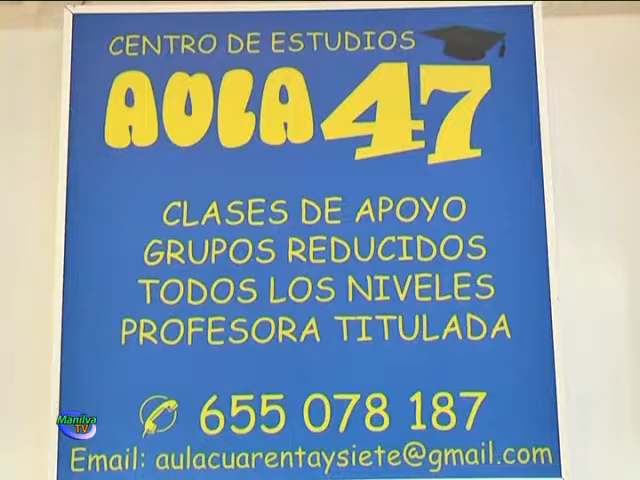 CENTRO DE ESTUDIOS
AULA 47
CLASES DE APOYO
GRUPOS REDUCIDOS
TODOS LOS NIVELES
PROFESORA TITULADA
655 078 187
Manilva
TV
Email: aulacuarentaysiete@gmail.com